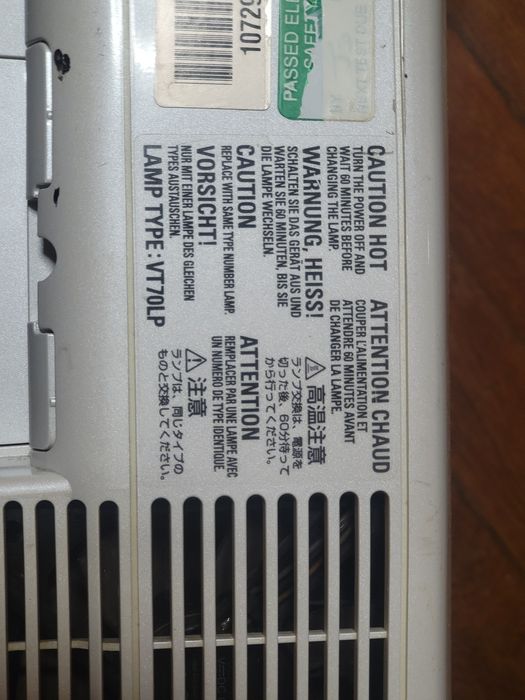 10729
PASSED ELE
SAFETY
CAUTION HOT
TURN THE POWER OFF AND
WAIT 60 MINUTES BEFORE
CHANGING THE LAMP.
WARNUNG, HEISS!
SCHALTEN SIE DAS GERÄT AUS UND
WARTEN SIE 60 MINUTEN, BIS SIE
DIE LAMPE WECHSELN.
CAUTION
REPLACE WITH SAME TYPE NUMBER LAMP.
VORSICHT!
NUR MIT EINER LAMPE DES GLEICHEN
TYPES AUSTAUSCHEN.
LAMP TYPE: VT70LP
ATTENTION CHAUD
COUPER L'ALIMENTATION ET
ATTENDRE 60 MINUTES AVANT
DE CHANGER LA LAMPE.
高温注意
ランプ交換は、電源を
切った後、60分待って
から行ってください。
ATTENTION
REMPLACER PAR UNE LAMPE AVEC
UN NUMERO DE TYPE IDENTIQUE.
注意
ランプは、同じタイプの
ものと交換してください。